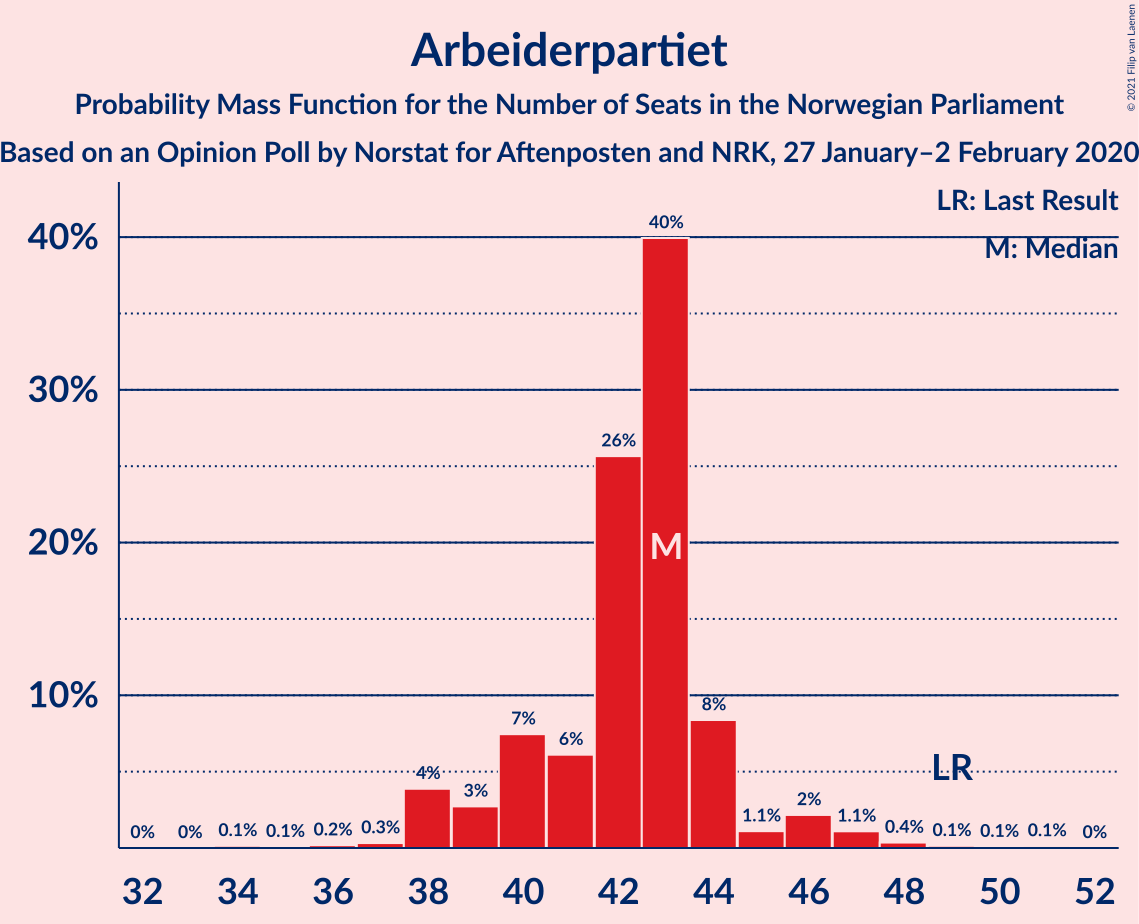 Arbeiderpartiet
Probability Mass Function for the Number of Seats in the Norwegian Parliament
Based on an Opinion Poll by Norstat for Aftenposten and NRK, 27 January–2 February 2020
© 2021 Filip van Laenen
LR: Last Result
M: Median
40%
30%
20%
10%
0% 0% 0.1% 0.1% 0.2% 0.3% 4% 3% 7% 6% 26% 40% 8% 1.1% 2% 1.1% 0.4% 0.1% 0.1% 0.1% 0%
M
LR
32 34 36 38 40 42 44 46 48 50 52